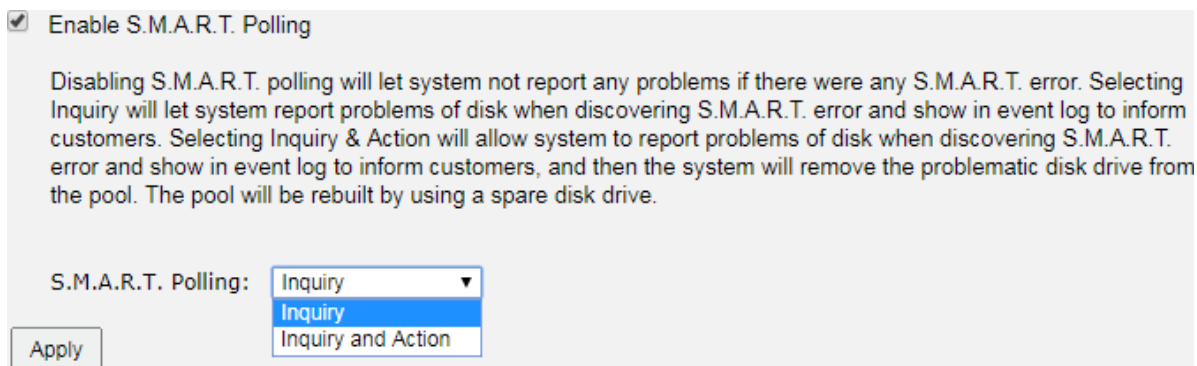 Enable S.M.A.R.T. Polling
Disabling S.M.A.R.T. polling will let system not report any problems if there were any S.M.A.R.T. error. Selecting
Inquiry will let system report problems of disk when discovering S.M.A.R.T. error and show in event log to inform
customers. Selecting Inquiry & Action will allow system to report problems of disk when discovering S.M.A.R.T.
error and show in event log to inform customers, and then the system will remove the problematic disk drive from
the pool. The pool will be rebuilt by using a spare disk drive.
S.M.A.R.T. Polling: Inquiry
Inquiry
Inquiry and Action
Apply